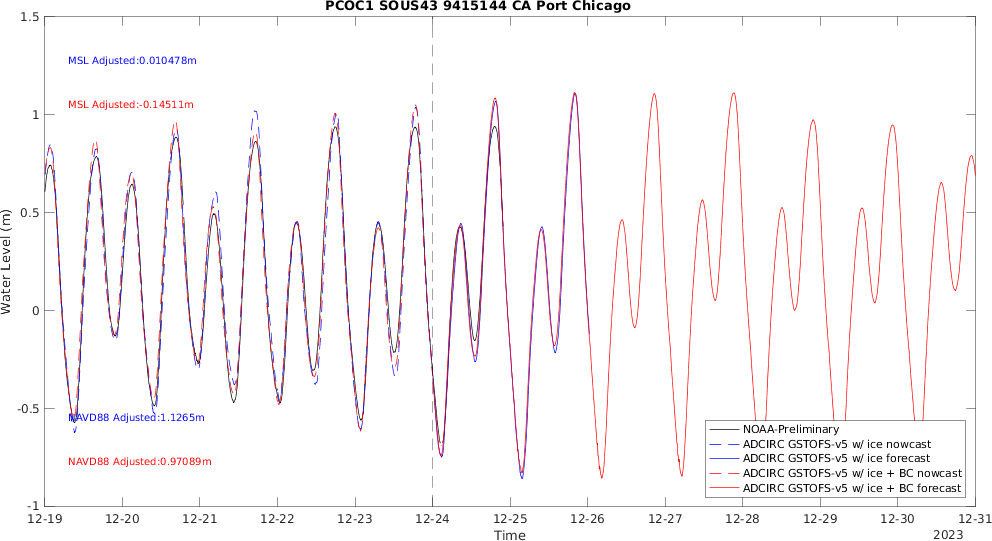 PCOC1 SOUS43 9415144 CA Port Chicago
1.5
MSL Adjusted:0.010478m
MSL Adjusted:-0.14511m
1
0.5
Water Level (m)
0
-0.5
NAVD88 Adjusted:1.1265m
NAVD88 Adjusted:0.97089m
NOAA-Preliminary
ADCIRC GSTOFS-v5 w/ ice nowcast
ADCIRC GSTOFS-v5 w/ ice forecast
ADCIRC GSTOFS-v5 w/ ice + BC nowcast
ADCIRC GSTOFS-v5 w/ ice + BC forecast
-1
12-19 12-20 12-21 12-22 12-23 12-24 12-25 12-26 12-27 12-28 12-29 12-30 12-31
Time
2023